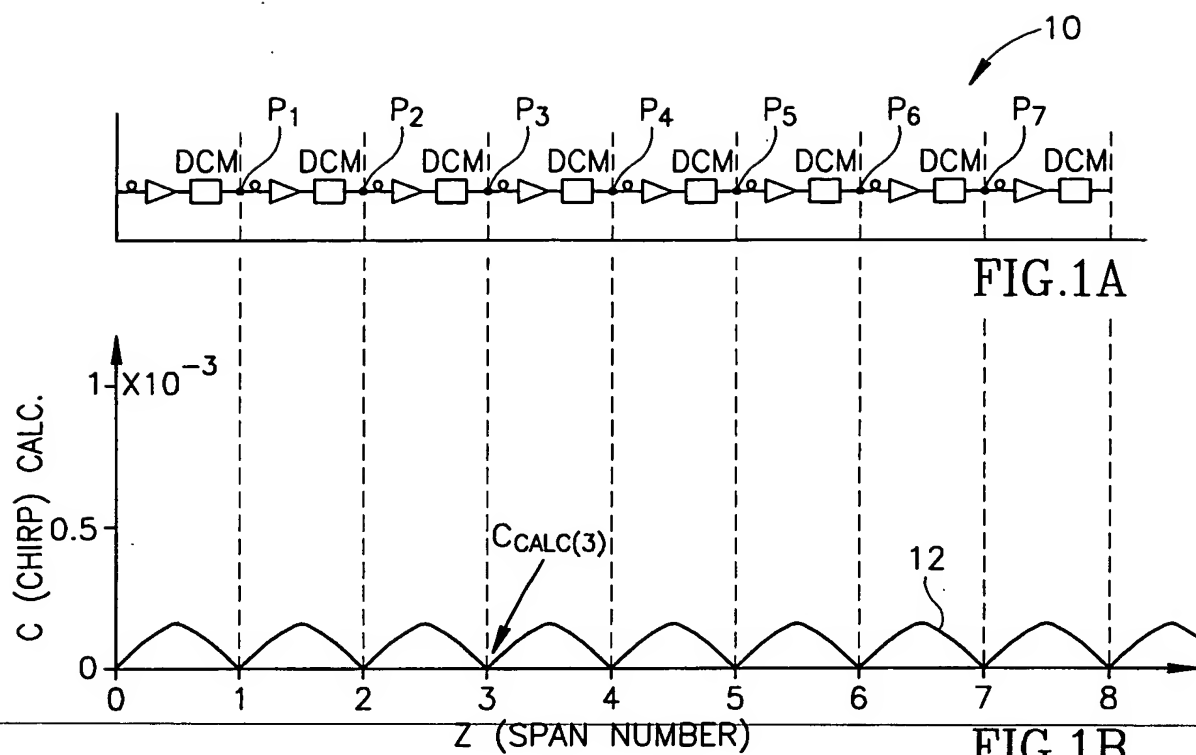 10
P1 P2 P3 P4 P5 P6 P7
DCM DCM DCM DCM DCM DCM DCM DCM
FIG.1A
1 X10-3
C (CHIRP) CALC.
0.5
CCALC(3)
12
0
0 1 2 3 4 5 6 7 8
Z (SPAN NUMBER)
FIG.1B